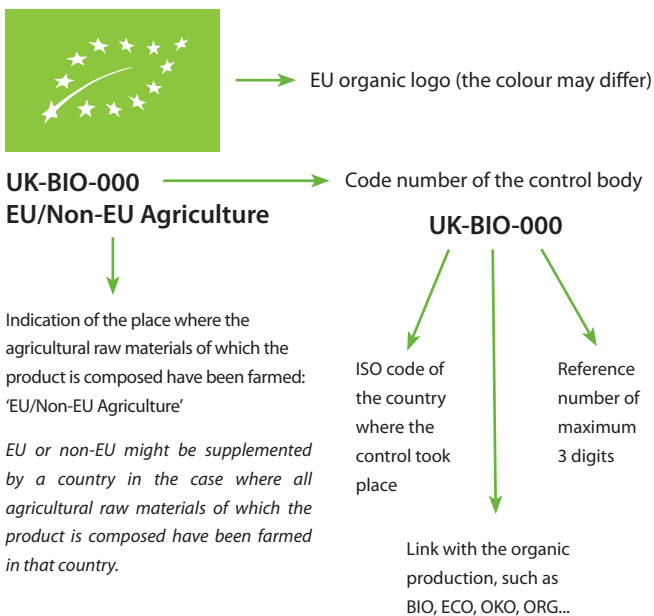 EU organic logo (the colour may differ)
UK-BIO-000
EU/Non-EU Agriculture
Code number of the control body
UK-BIO-000
Indication of the place where the
agricultural raw materials of which the
product is composed have been farmed:
‘EU/Non-EU Agriculture’
EU or non-EU might be supplemented
by a country in the case where all
agricultural raw materials of which the
product is composed have been farmed
in that country.
ISO code of
the country
where the
control took
place
Reference
number of
maximum
3 digits
Link with the organic
production, such as
BIO, ECO, OKO, ORG...